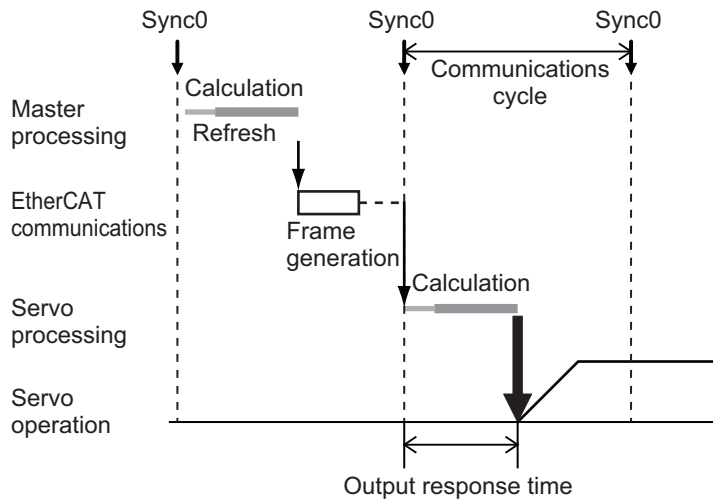 Sync0 Sync0 Sync0
Communications
cycle
Calculation
Refresh
Master
processing
EtherCAT
communications
Frame
generation
Calculation
Servo
processing
Servo
operation
Output response time